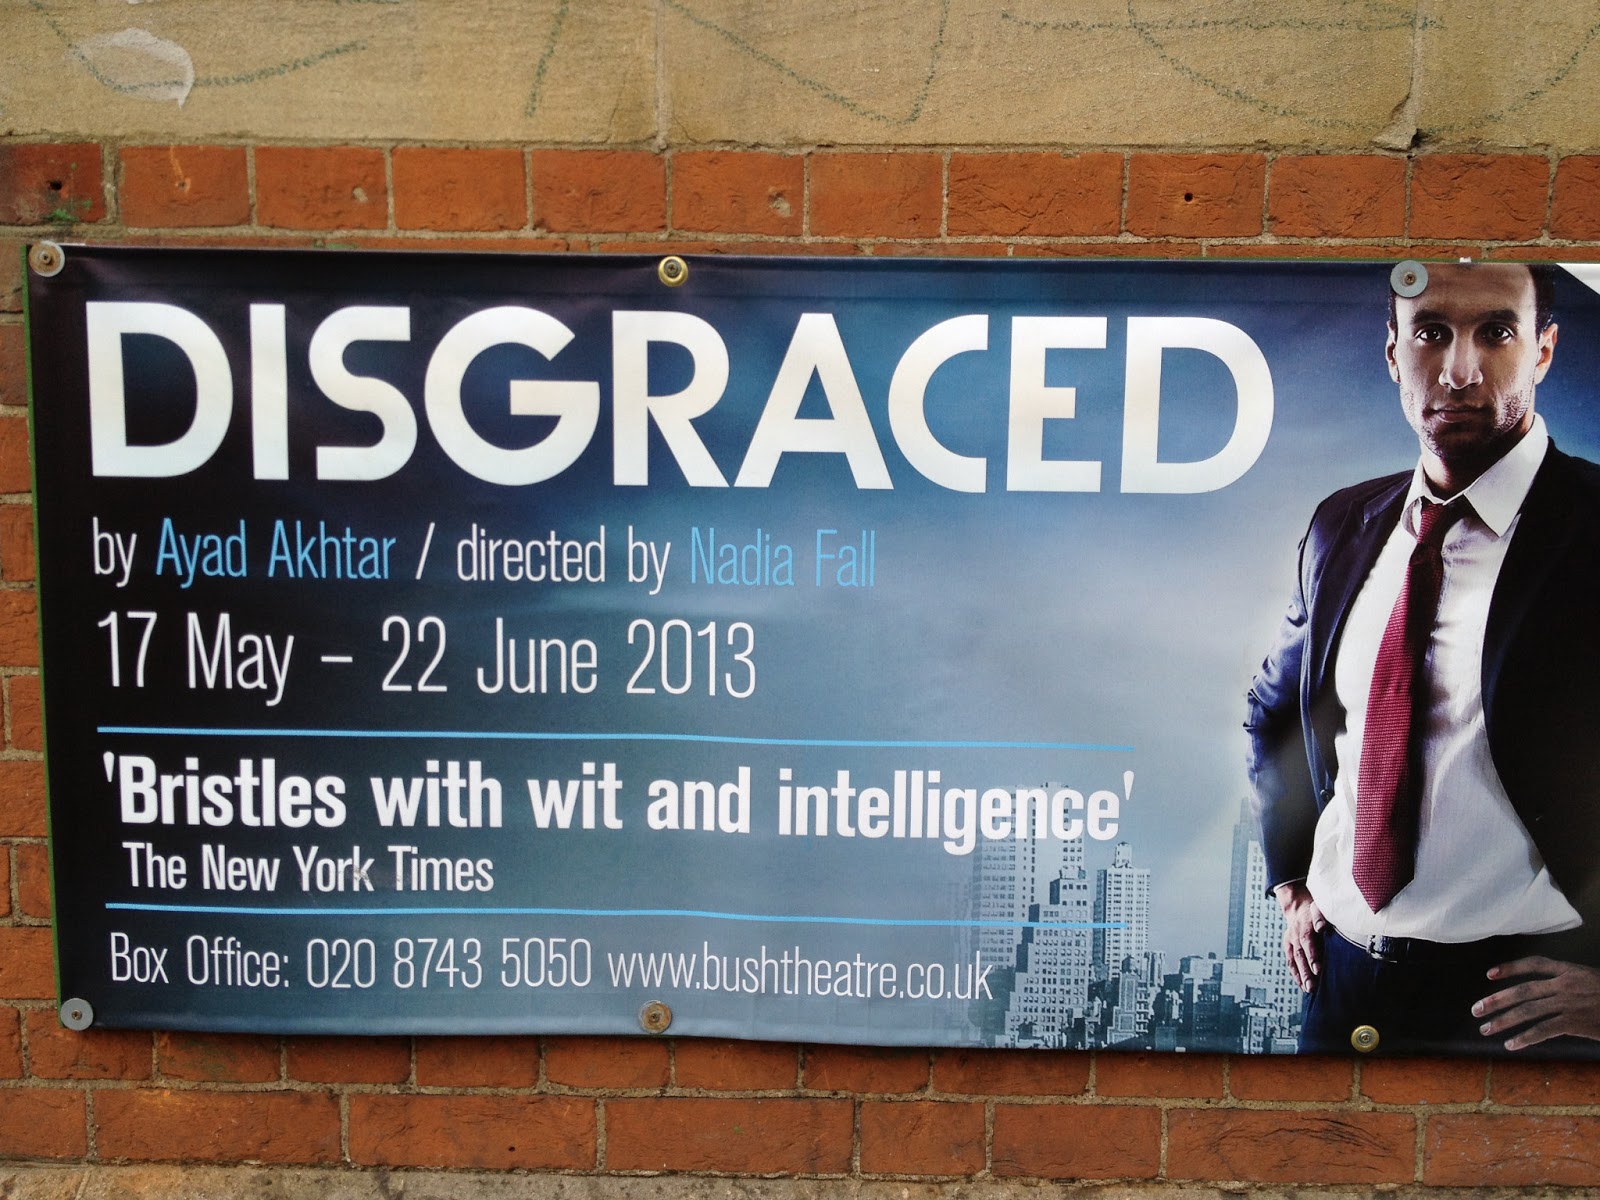 DISGRACED
by Ayad Akhtar / directed by Nadia Fall
17 May – 22 June 2013
'Bristles with wit and intelligence'
The New York Times
Box Office: 020 8743 5050 www.bushtheatre.co.uk